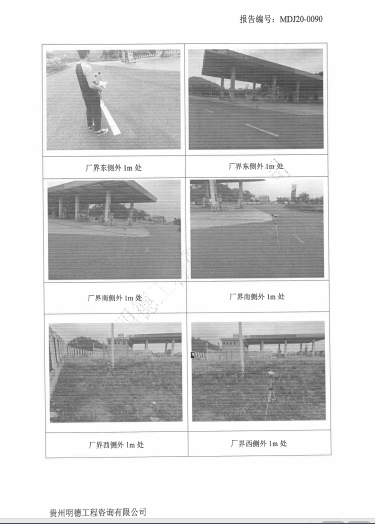 报告编号：MDJ20-0090
厂界东侧外 1m 处
厂界东侧外 1m 处
厂界南侧外 1m 处
厂界南侧外 1m 处
厂界西侧外 1m 处
厂界西侧外 1m 处
贵州明德工程咨询有限公司